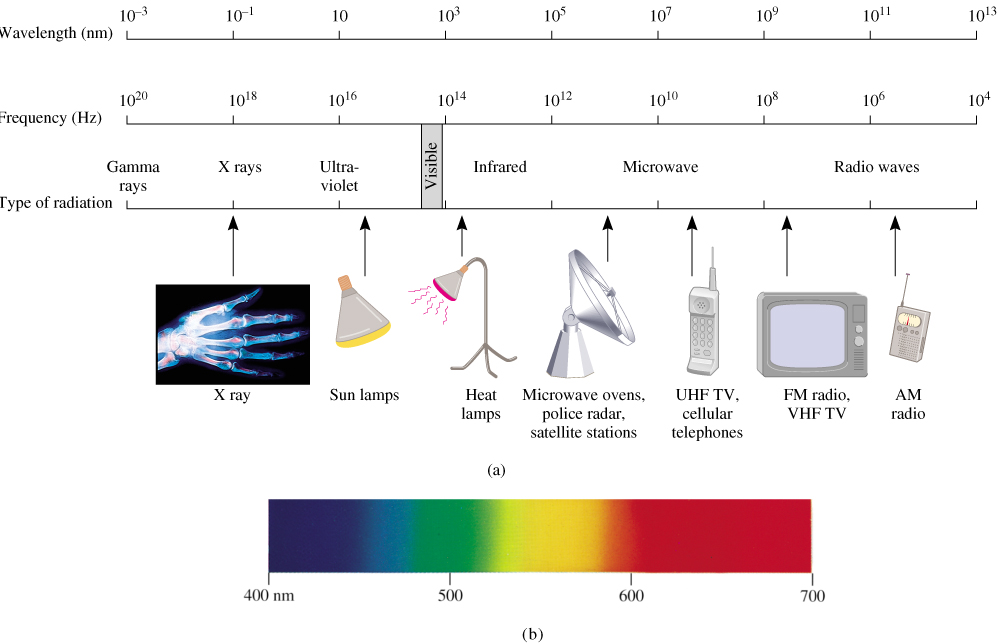 10⁻³ 10⁻¹ 10 10³ 10⁵ 10⁷ 10⁹ 10¹¹ 10¹³
Wavelength (nm)
10²⁰ 10¹⁸ 10¹⁶ 10¹⁴ 10¹² 10¹⁰ 10⁸ 10⁶ 10⁴
Frequency (Hz)
Gamma
rays
X rays
Ultra-
violet
Visible
Infrared
Microwave
Radio waves
Type of radiation
X ray
Sun lamps
Heat
lamps
Microwave ovens,
police radar,
satellite stations
UHF TV,
cellular
telephones
FM radio,
VHF TV
AM
radio
(a)
400 nm 500 600 700
(b)